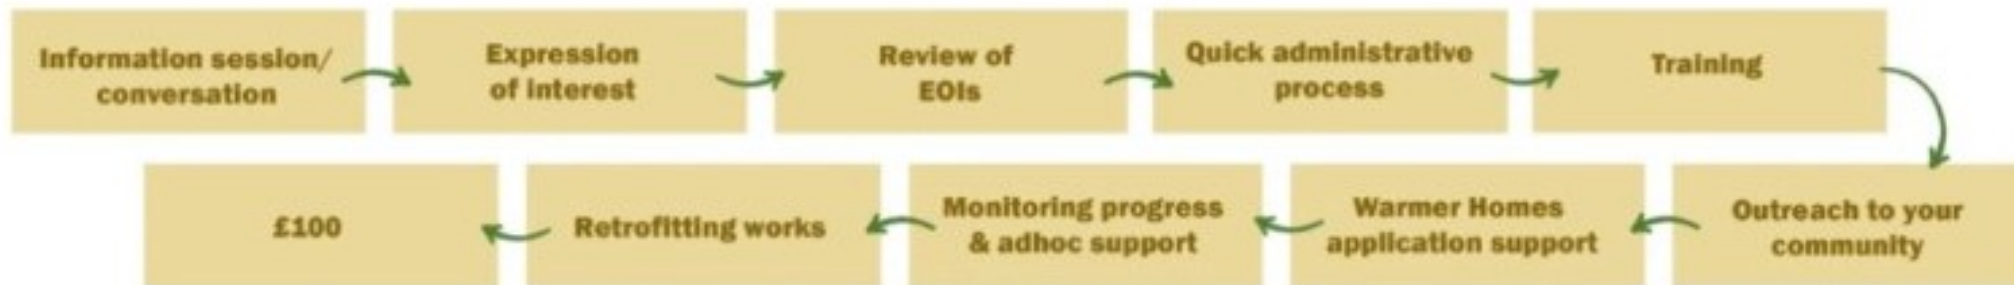 Information session/
conversation
Expression
of interest
Review of
EOIs
Quick administrative
process
Training
Outreach to your
community
Warmer Homes
application support
Monitoring progress
& adhoc support
Retrofitting works
£100